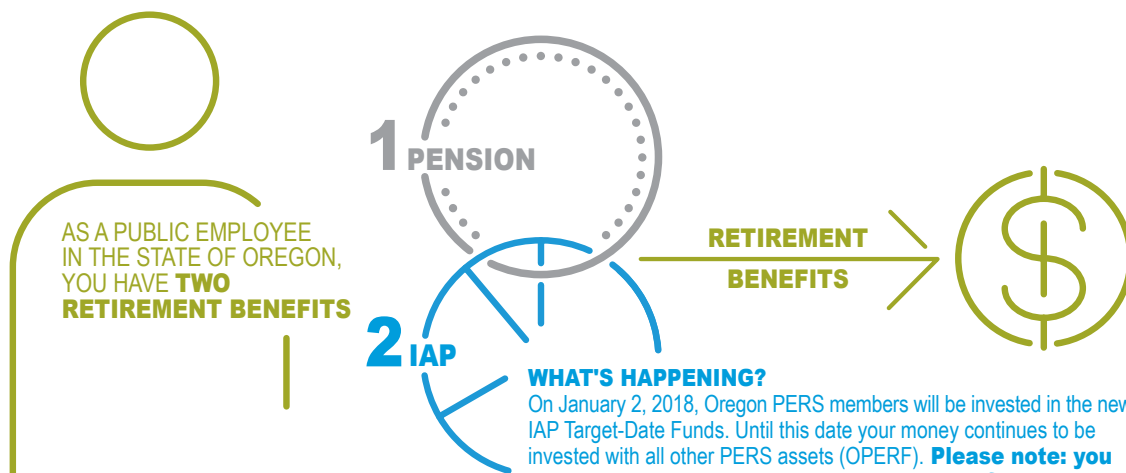 1 PENSION
AS A PUBLIC EMPLOYEE
IN THE STATE OF OREGON,
YOU HAVE TWO
RETIREMENT BENEFITS
RETIREMENT
BENEFITS
$
2 IAP
WHAT'S HAPPENING?
On January 2, 2018, Oregon PERS members will be invested in the new
IAP Target-Date Funds. Until this date your money continues to be
invested with all other PERS assets (OPERF). Please note: you